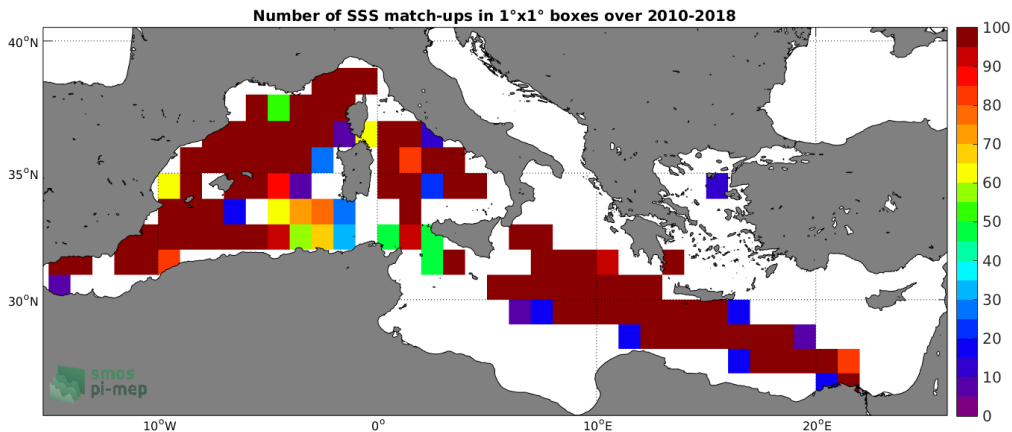 Number of SSS match-ups in 1°x1° boxes over 2010-2018
40°N
35°N
30°N
10°W
0°
10°E
20°E
100
90
80
70
60
50
40
30
20
10
0
smos
pi-mep